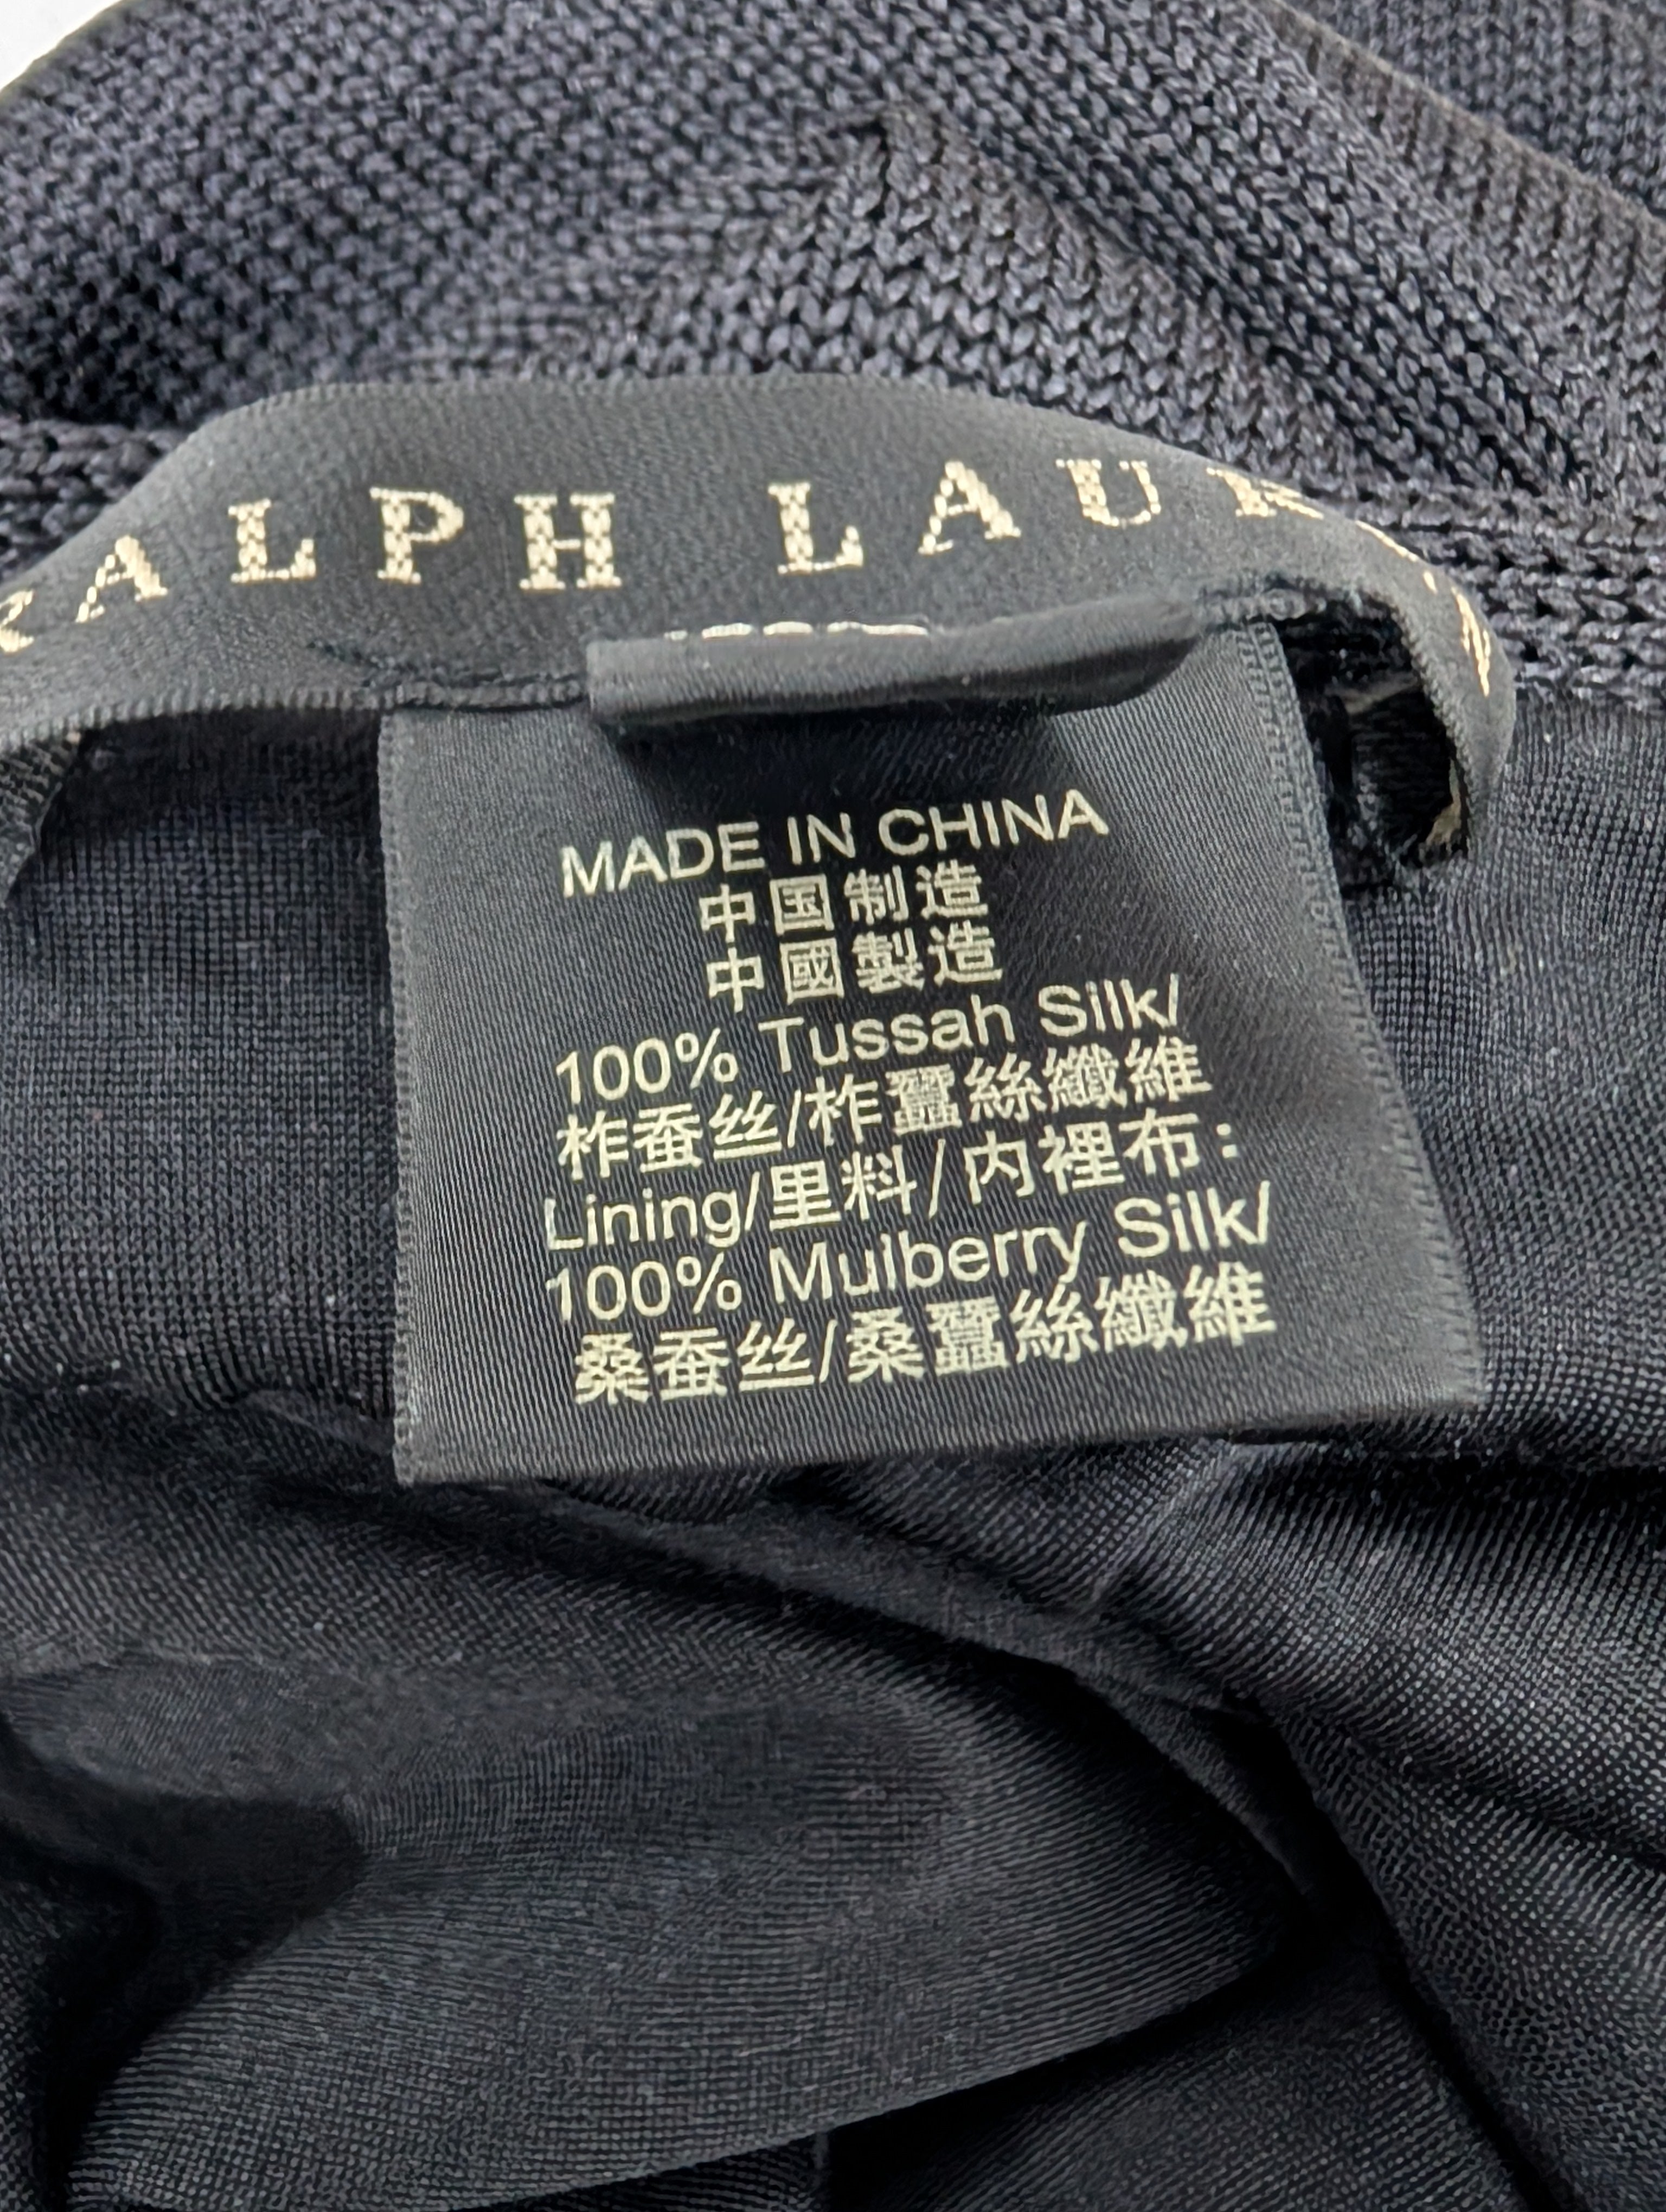 RALPH LAUREN
MADE IN CHINA
中国制造
中國製造
100% Tussah Silk/
柞蚕丝/柞蠶絲纖維
Lining/里料/内裡布:
100% Mulberry Silk/
桑蚕丝/桑蠶絲纖維